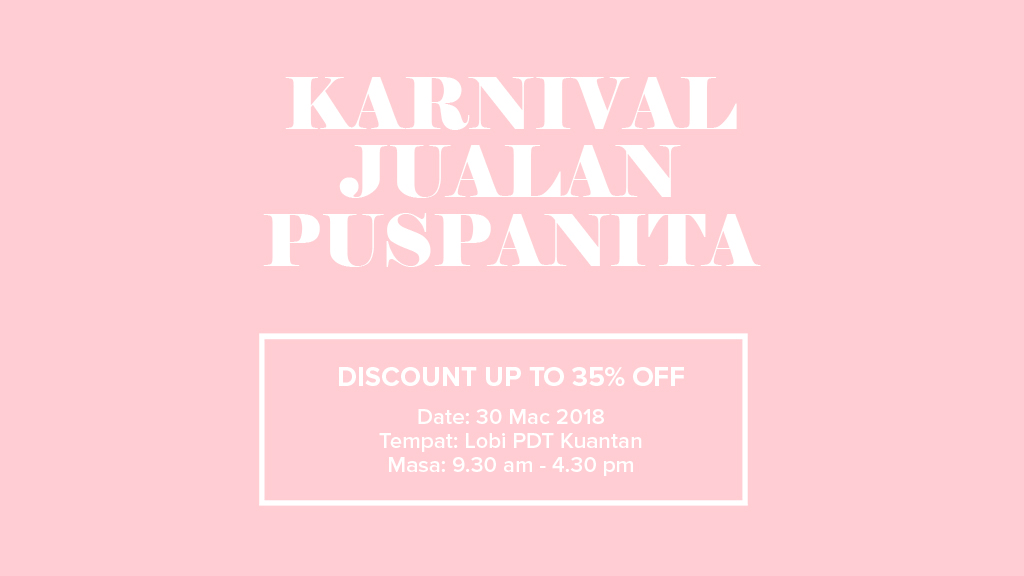 KARNIVAL
JUALAN
PUSPANITA
DISCOUNT UP TO 35% OFF
Date: 30 Mac 2018
Tempat: Lobi PDT Kuantan
Masa: 9.30 am - 4.30 pm